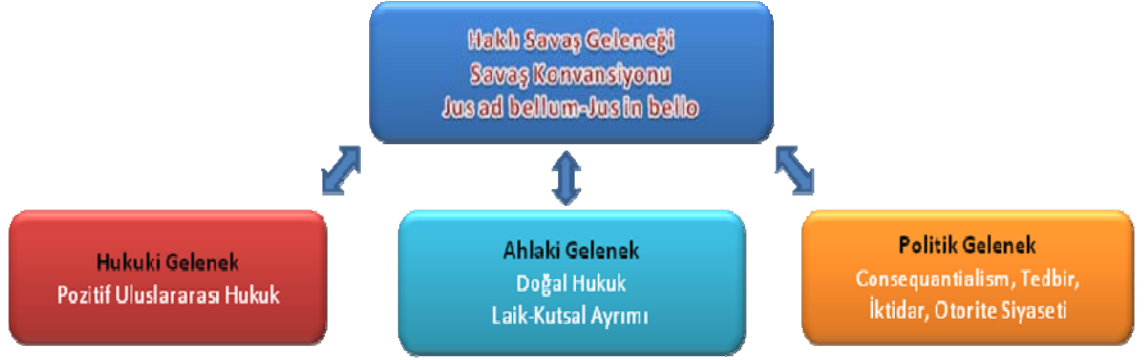 Haklı Savaş Geleneği
Savaş Konvansiyonu
Jus ad bellum-Jus in bello
Hukuki Gelenek
Pozitif Uluslararası Hukuk
Ahlaki Gelenek
Doğal Hukuk
Laik-Kutsal Ayrımı
Politik Gelenek
Consequantialism, Tedbir,
İktidar, Otorite Siyaseti